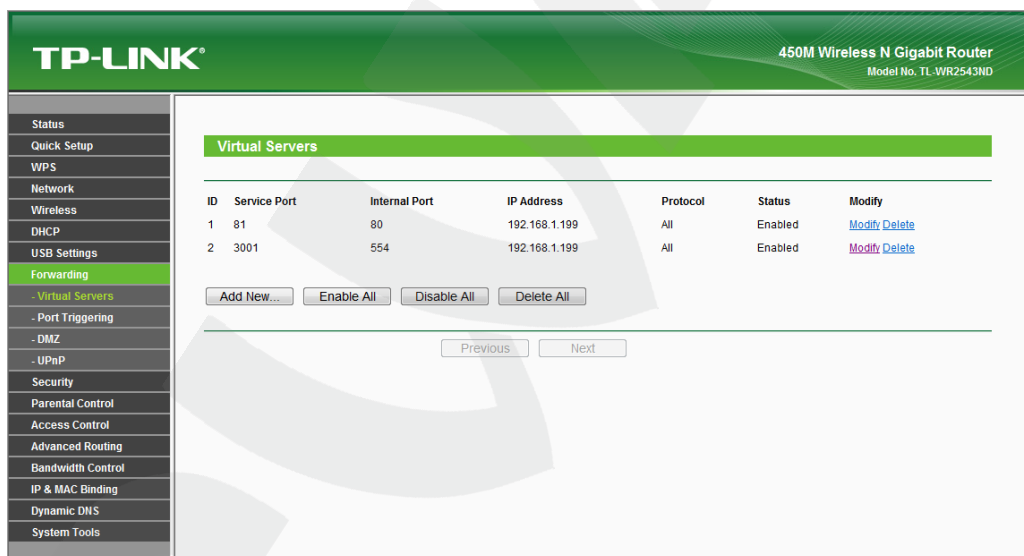 TP-LINK®
450M Wireless N Gigabit Router
Model No. TL-WR2543ND
Status
Quick Setup
WPS
Network
Wireless
DHCP
USB Settings
Forwarding
- Virtual Servers
- Port Triggering
- DMZ
- UPnP
Security
Parental Control
Access Control
Advanced Routing
Bandwidth Control
IP & MAC Binding
Dynamic DNS
System Tools
Virtual Servers
ID Service Port Internal Port IP Address Protocol Status Modify
1 81 80 192.168.1.199 All Enabled Modify Delete
2 3001 554 192.168.1.199 All Enabled Modify Delete
Add New... Enable All Disable All Delete All
Previous Next